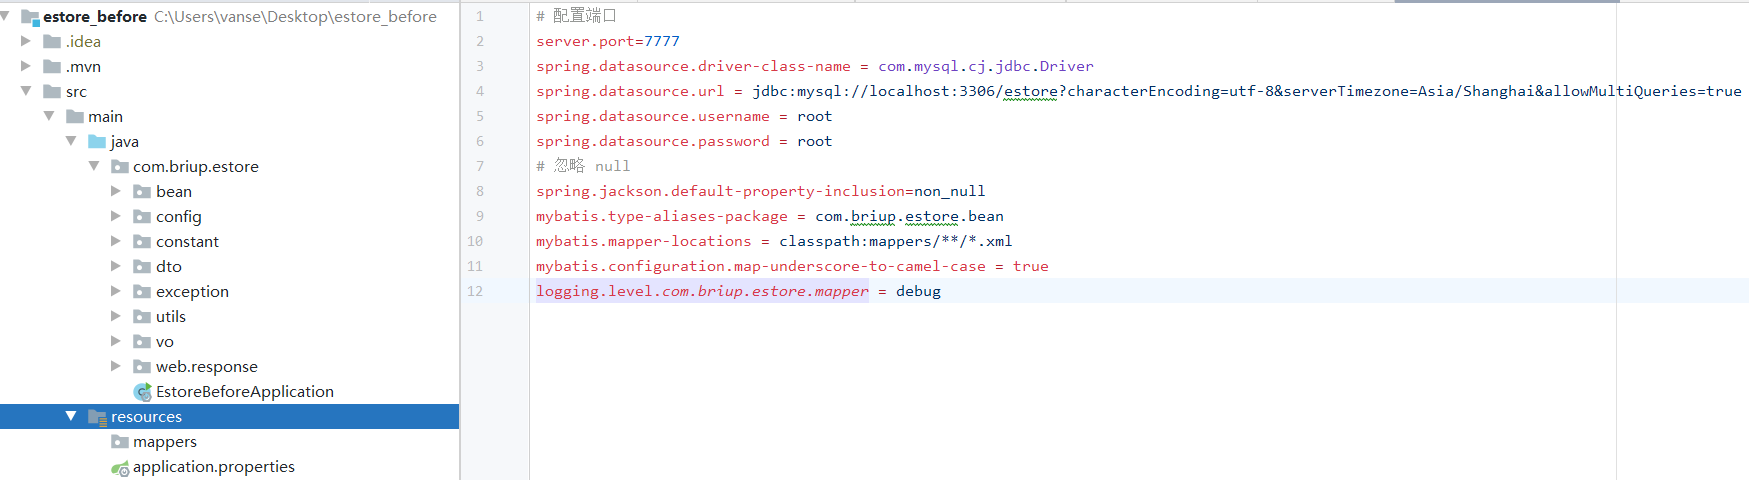 estore_before C:\Users\vanse\Desktop\estore_before
.idea
.mvn
src
main
java
com.briup.estore
bean
config
constant
dto
exception
utils
vo
web.response
EstoreBeforeApplication
resources
mappers
application.properties
1 # 配置端口
2 server.port=7777
3 spring.datasource.driver-class-name = com.mysql.cj.jdbc.Driver
4 spring.datasource.url = jdbc:mysql://localhost:3306/estore?characterEncoding=utf-8&serverTimezone=Asia/Shanghai&allowMultiQueries=true
5 spring.datasource.username = root
6 spring.datasource.password = root
7 # 忽略 null
8 spring.jackson.default-property-inclusion=non_null
9 mybatis.type-aliases-package = com.briup.estore.bean
10 mybatis.mapper-locations = classpath:mappers/**/*.xml
11 mybatis.configuration.map-underscore-to-camel-case = true
12 logging.level.com.briup.estore.mapper = debug